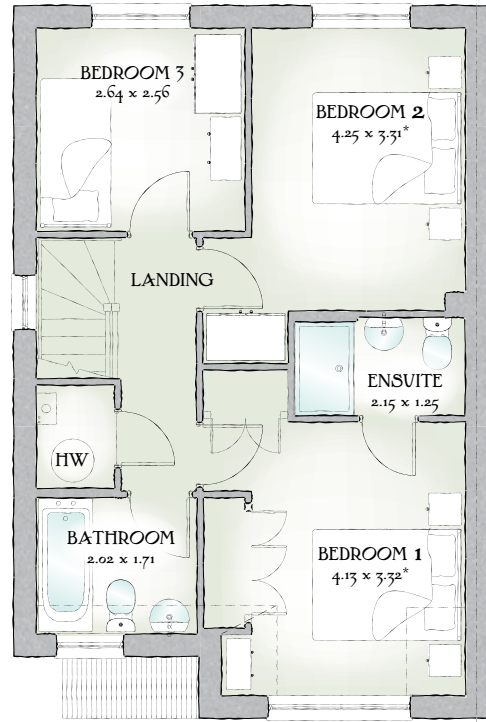 BEDROOM 3
2.64 x 2.56
BEDROOM 2
4.25 x 3.31*
LANDING
ENSUITE
2.15 x 1.25
HW
BATHROOM
2.02 x 1.71
BEDROOM 1
4.13 x 3.32*